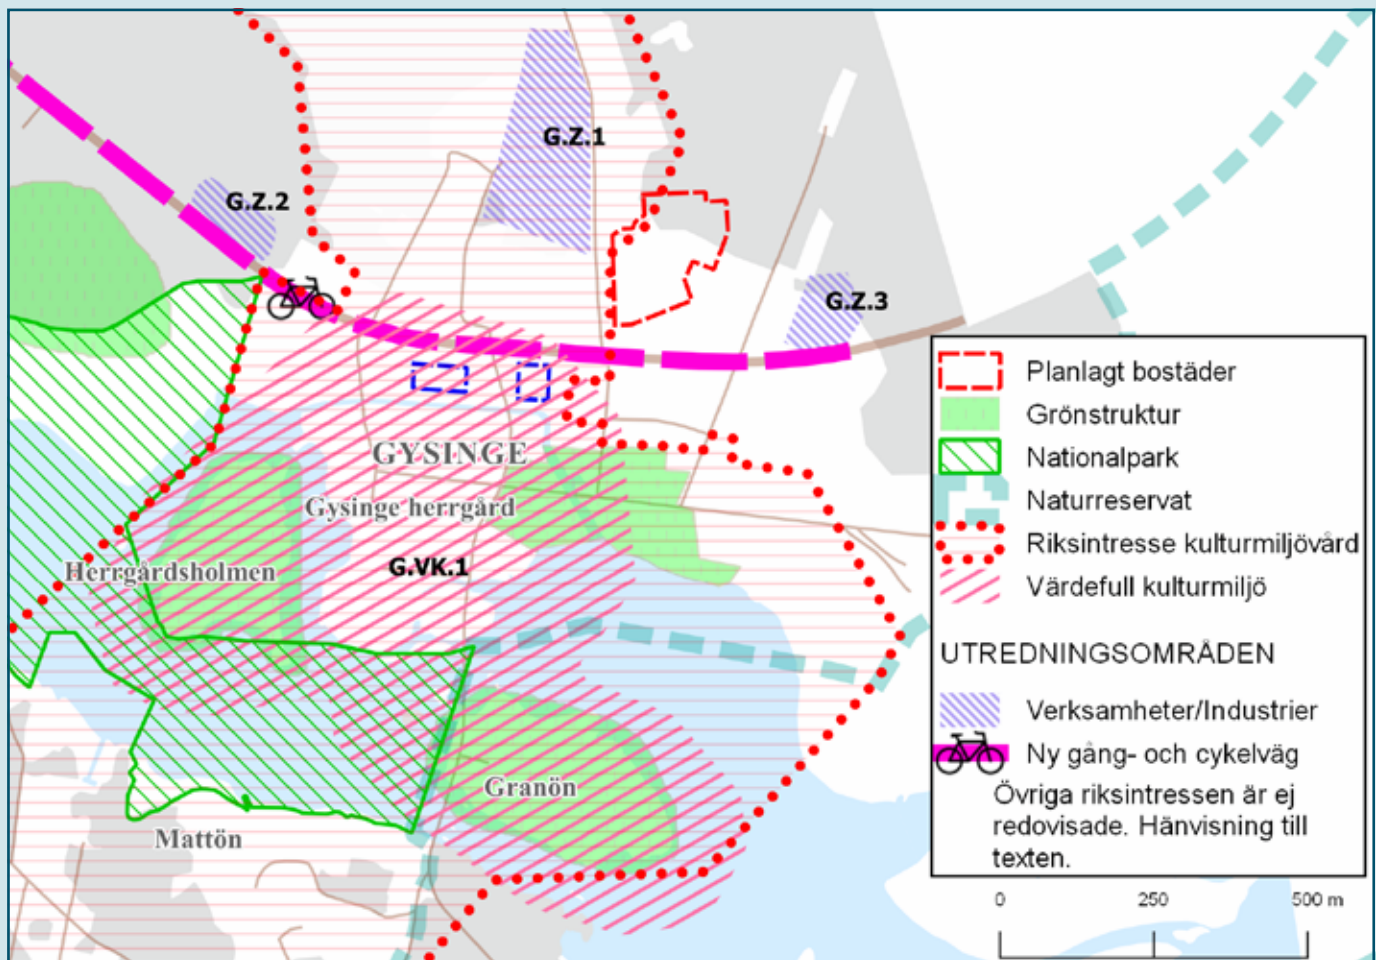 G.Z.1
G.Z.2
G.Z.3
GYSINGE
Gysinge herrgård
G.VK.1
Herrgårdsholmen
Granön
Mattön
Planlagt bostäder
Grönstruktur
Nationalpark
Naturreservat
Riksintresse kulturmiljövård
Värdefull kulturmiljö
UTREDNINGSOMRÅDEN
Verksamheter/Industrier
Ny gång- och cykelväg
Övriga riksintressen är ej
redovisade. Hänvisning till
texten.
0 250 500 m